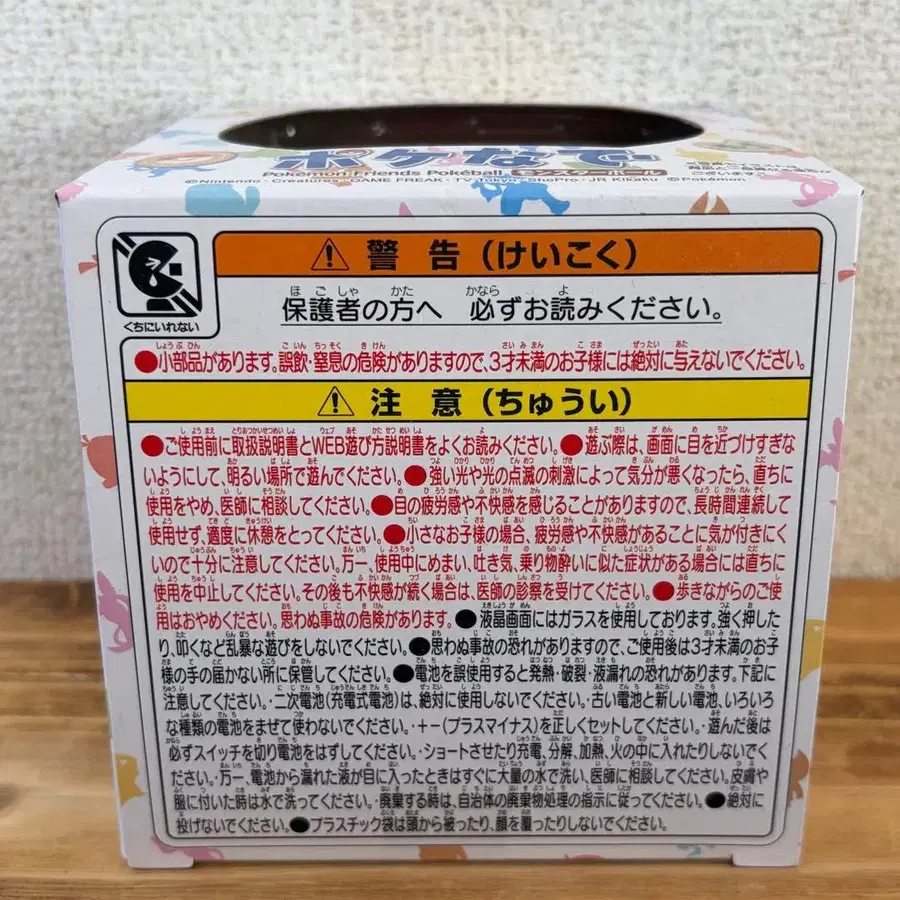 ポケなで
Pokémon Friends Pokéball モンスターボール
©Nintendo・Creatures・GAME FREAK・TV Tokyo・ShoPro・JR Kikaku ©Pokémon
ございます。
くちにいれない
警告（けいこく）
保護者の方へ 必ずお読みください。
●小部品があります。誤飲・窒息の危険がありますので、3才未満のお子様には絶対に与えないでください。
注意（ちゅうい）
●ご使用前に取扱説明書とWEB遊び方説明書をよくお読みください。●遊ぶ際は、画面に目を近づけすぎな
いようにして、明るい場所で遊んでください。●強い光や光の点滅の刺激によって気分が悪くなったら、直ちに
使用をやめ、医師に相談してください。●目の疲労感や不快感を感じることがありますので、長時間連続して
使用せず、適度に休憩をとってください。●小さなお子様の場合、疲労感や不快感があることに気が付きにく
いので十分に注意してください。万一、使用中にめまい、吐き気、乗り物酔いに似た症状がある場合には直ちに
使用を中止してください。その後も不快感が続く場合は、医師の診察を受けてください。●歩きながらのご使
用はおやめください。思わぬ事故の危険があります。●液晶画面にはガラスを使用しております。強く押した
り、叩くなど乱暴な遊びをしないでください。●思わぬ事故の恐れがありますので、ご使用後は3才未満のお子
様の手の届かない所に保管してください。●電池を誤使用すると発熱・破裂・液漏れの恐れがあります。下記に
注意してください。・二次電池（充電式電池）は、絶対に使用しないでください。・古い電池と新しい電池、いろいろ
な種類の電池をまぜて使わないでください。・＋－（プラスマイナス）を正しくセットしてください。・遊んだ後は
必ずスイッチを切り電池をはずしてください。・ショートさせたり充電、分解、加熱、火の中に入れたりしないでく
ださい。・万一、電池から漏れた液が目に入ったときはすぐに大量の水で洗い、医師に相談してください。皮膚や
服に付いた時は水で洗ってください。・廃棄する時は、自治体の廃棄物処理の指示に従ってください。●絶対に
投げないでください。●プラスチック袋は頭から被ったり、顔を覆ったりしないでください。